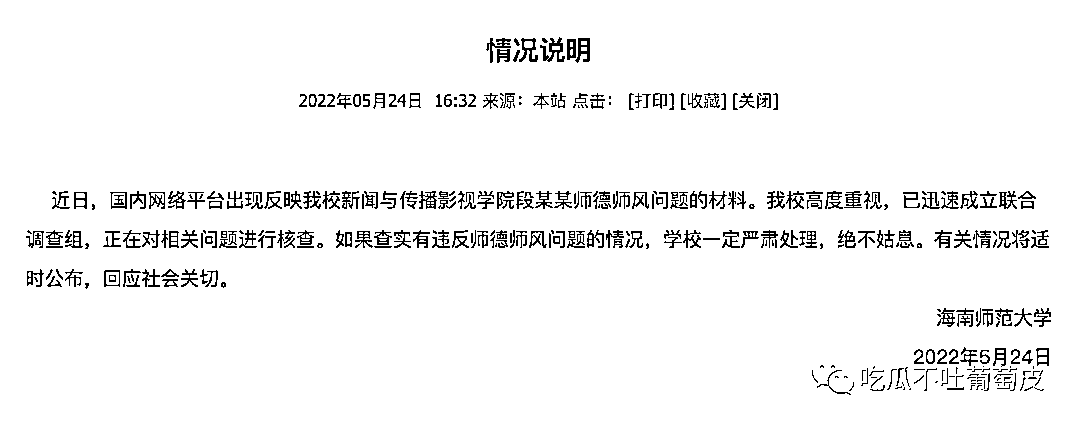 情况说明
2022年05月24日 16:32 来源：本站 点击： [打印] [收藏] [关闭]
近日，国内网络平台出现反映我校新闻与传播影视学院段某某师德师风问题的材料。我校高度重视，已迅速成立联合
调查组，正在对相关问题进行核查。如果查实有违反师德师风问题的情况，学校一定严肃处理，绝不姑息。有关情况将适
时公布，回应社会关切。
海南师范大学
2022年5月24日
吃瓜不吐葡萄皮